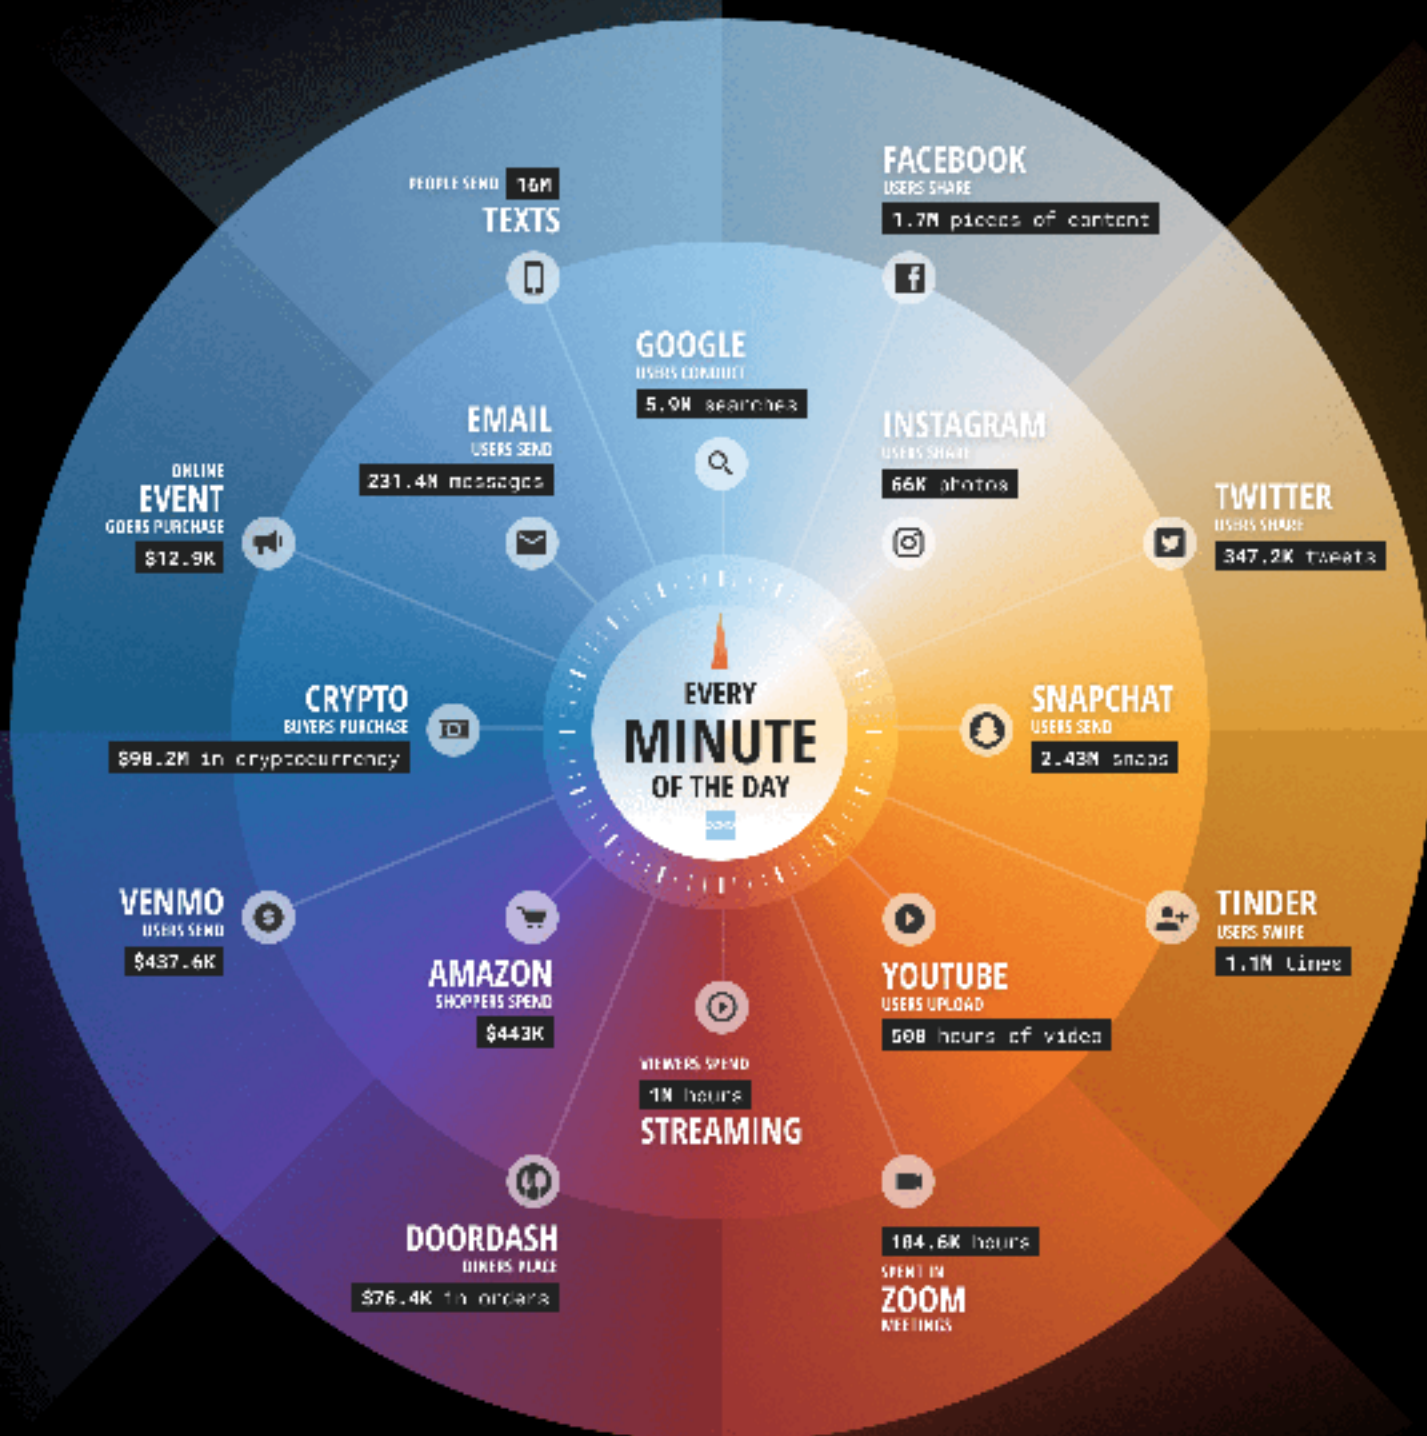 PEOPLE SEND 16M
TEXTS
FACEBOOK
USERS SHARE
1.7M pieces of content
GOOGLE
USERS CONDUCT
5.9M searches
EMAIL
USERS SEND
231.4M messages
INSTAGRAM
USERS SHARE
66K photos
ONLINE
EVENT
GOERS PURCHASE
$12.9K
TWITTER
USERS SHARE
347.2K tweets
CRYPTO
BUYERS PURCHASE
$90.2M in cryptocurrency
EVERY
MINUTE
OF THE DAY
SNAPCHAT
USERS SEND
2.43M snaps
VENMO
USERS SEND
$437.6K
AMAZON
SHOPPERS SPEND
$443K
VIEWERS SPEND
1M hours
STREAMING
YOUTUBE
USERS UPLOAD
500 hours of video
TINDER
USERS SWIPE
1.1M times
DOORDASH
DINERS PLACE
$76.4K in orders
104.6K hours
SPENT IN
ZOOM
MEETINGS